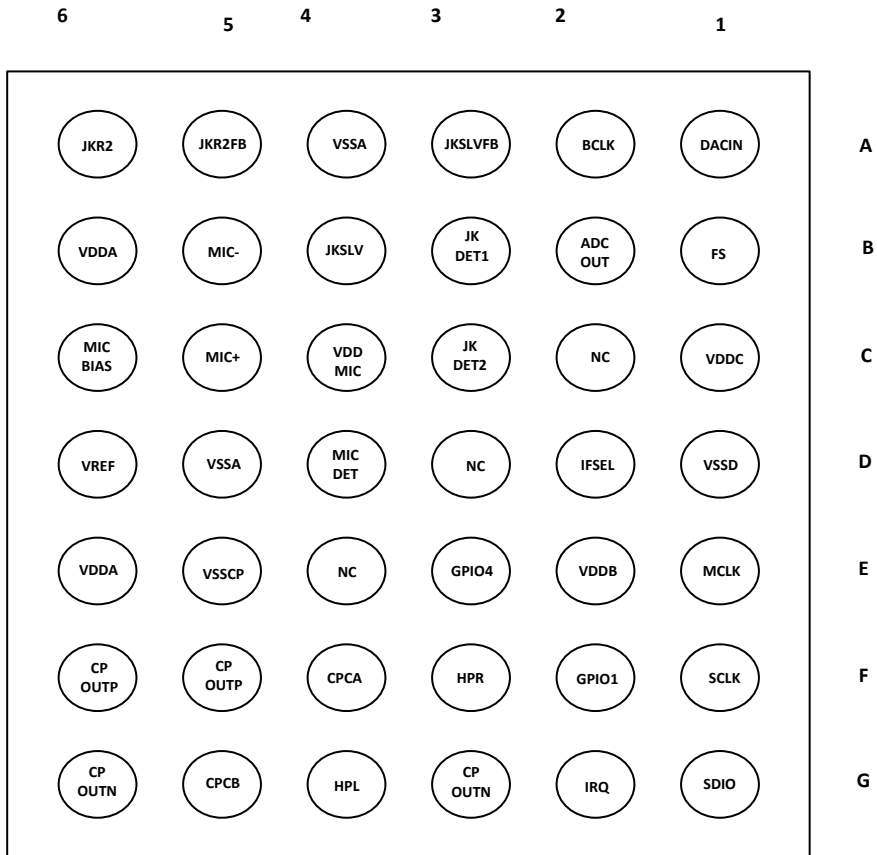 6 5 4 3 2 1
JKR2 JKR2FB VSSA JKSLVFB BCLK DACIN A
VDDA MIC- JKSLV JK DET1 ADC OUT FS B
MIC BIAS MIC+ VDD MIC JK DET2 NC VDDC C
VREF VSSA MIC DET NC IFSEL VSSD D
VDDA VSSCP NC GPIO4 VDDB MCLK E
CP OUTP CP OUTP CPCA HPR GPIO1 SCLK F
CP OUTN CPCB HPL CP OUTN IRQ SDIO G